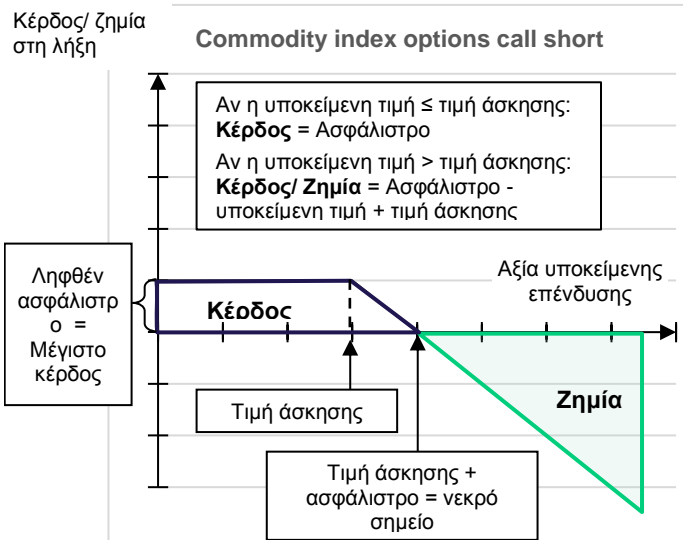 Κέρδος/ ζημία
στη λήξη
Commodity index options call short
Αν η υποκείμενη τιμή ≤ τιμή άσκησης:
Κέρδος = Ασφάλιστρο
Αν η υποκείμενη τιμή > τιμή άσκησης:
Κέρδος/ Ζημία = Ασφάλιστρο -
υποκείμενη τιμή + τιμή άσκησης
Ληφθέν
ασφάλιστρ
ο =
Μέγιστο
κέρδος
Κέρδος
Αξία υποκείμενης
επένδυσης
Τιμή άσκησης
Ζημία
Τιμή άσκησης +
ασφάλιστρο = νεκρό
σημείο